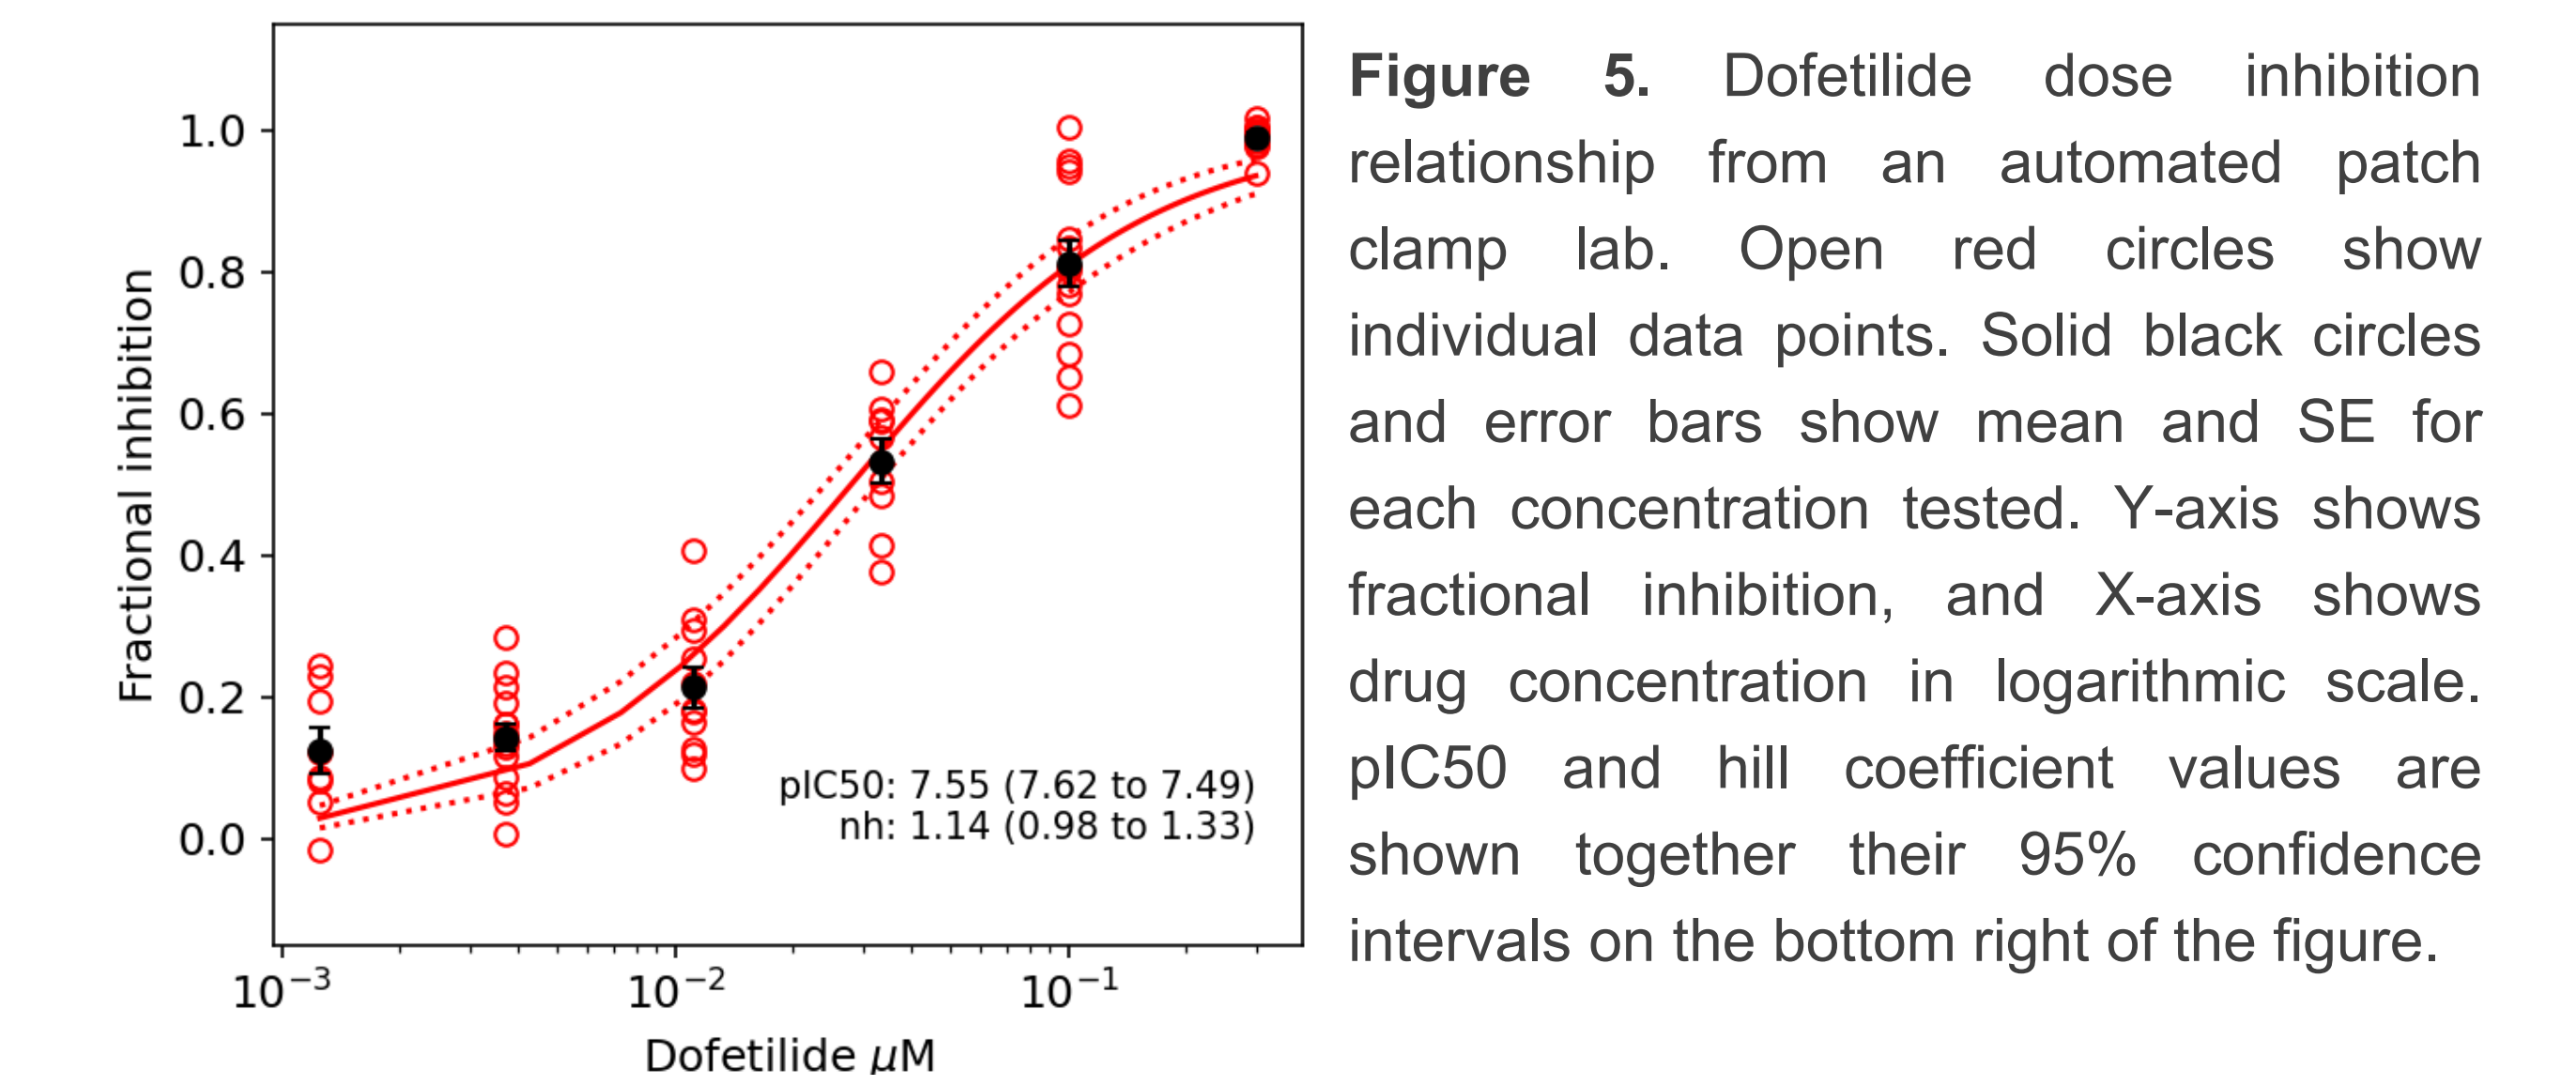 1.0
0.8
0.6
0.4
0.2
0.0
Fractional inhibition
pIC50: 7.55 (7.62 to 7.49)
nh: 1.14 (0.98 to 1.33)
10⁻³
10⁻²
10⁻¹
Dofetilide μM
Figure 5. Dofetilide dose inhibition
relationship from an automated patch
clamp lab. Open red circles show
individual data points. Solid black circles
and error bars show mean and SE for
each concentration tested. Y-axis shows
fractional inhibition, and X-axis shows
drug concentration in logarithmic scale.
pIC50 and hill coefficient values are
shown together their 95% confidence
intervals on the bottom right of the figure.